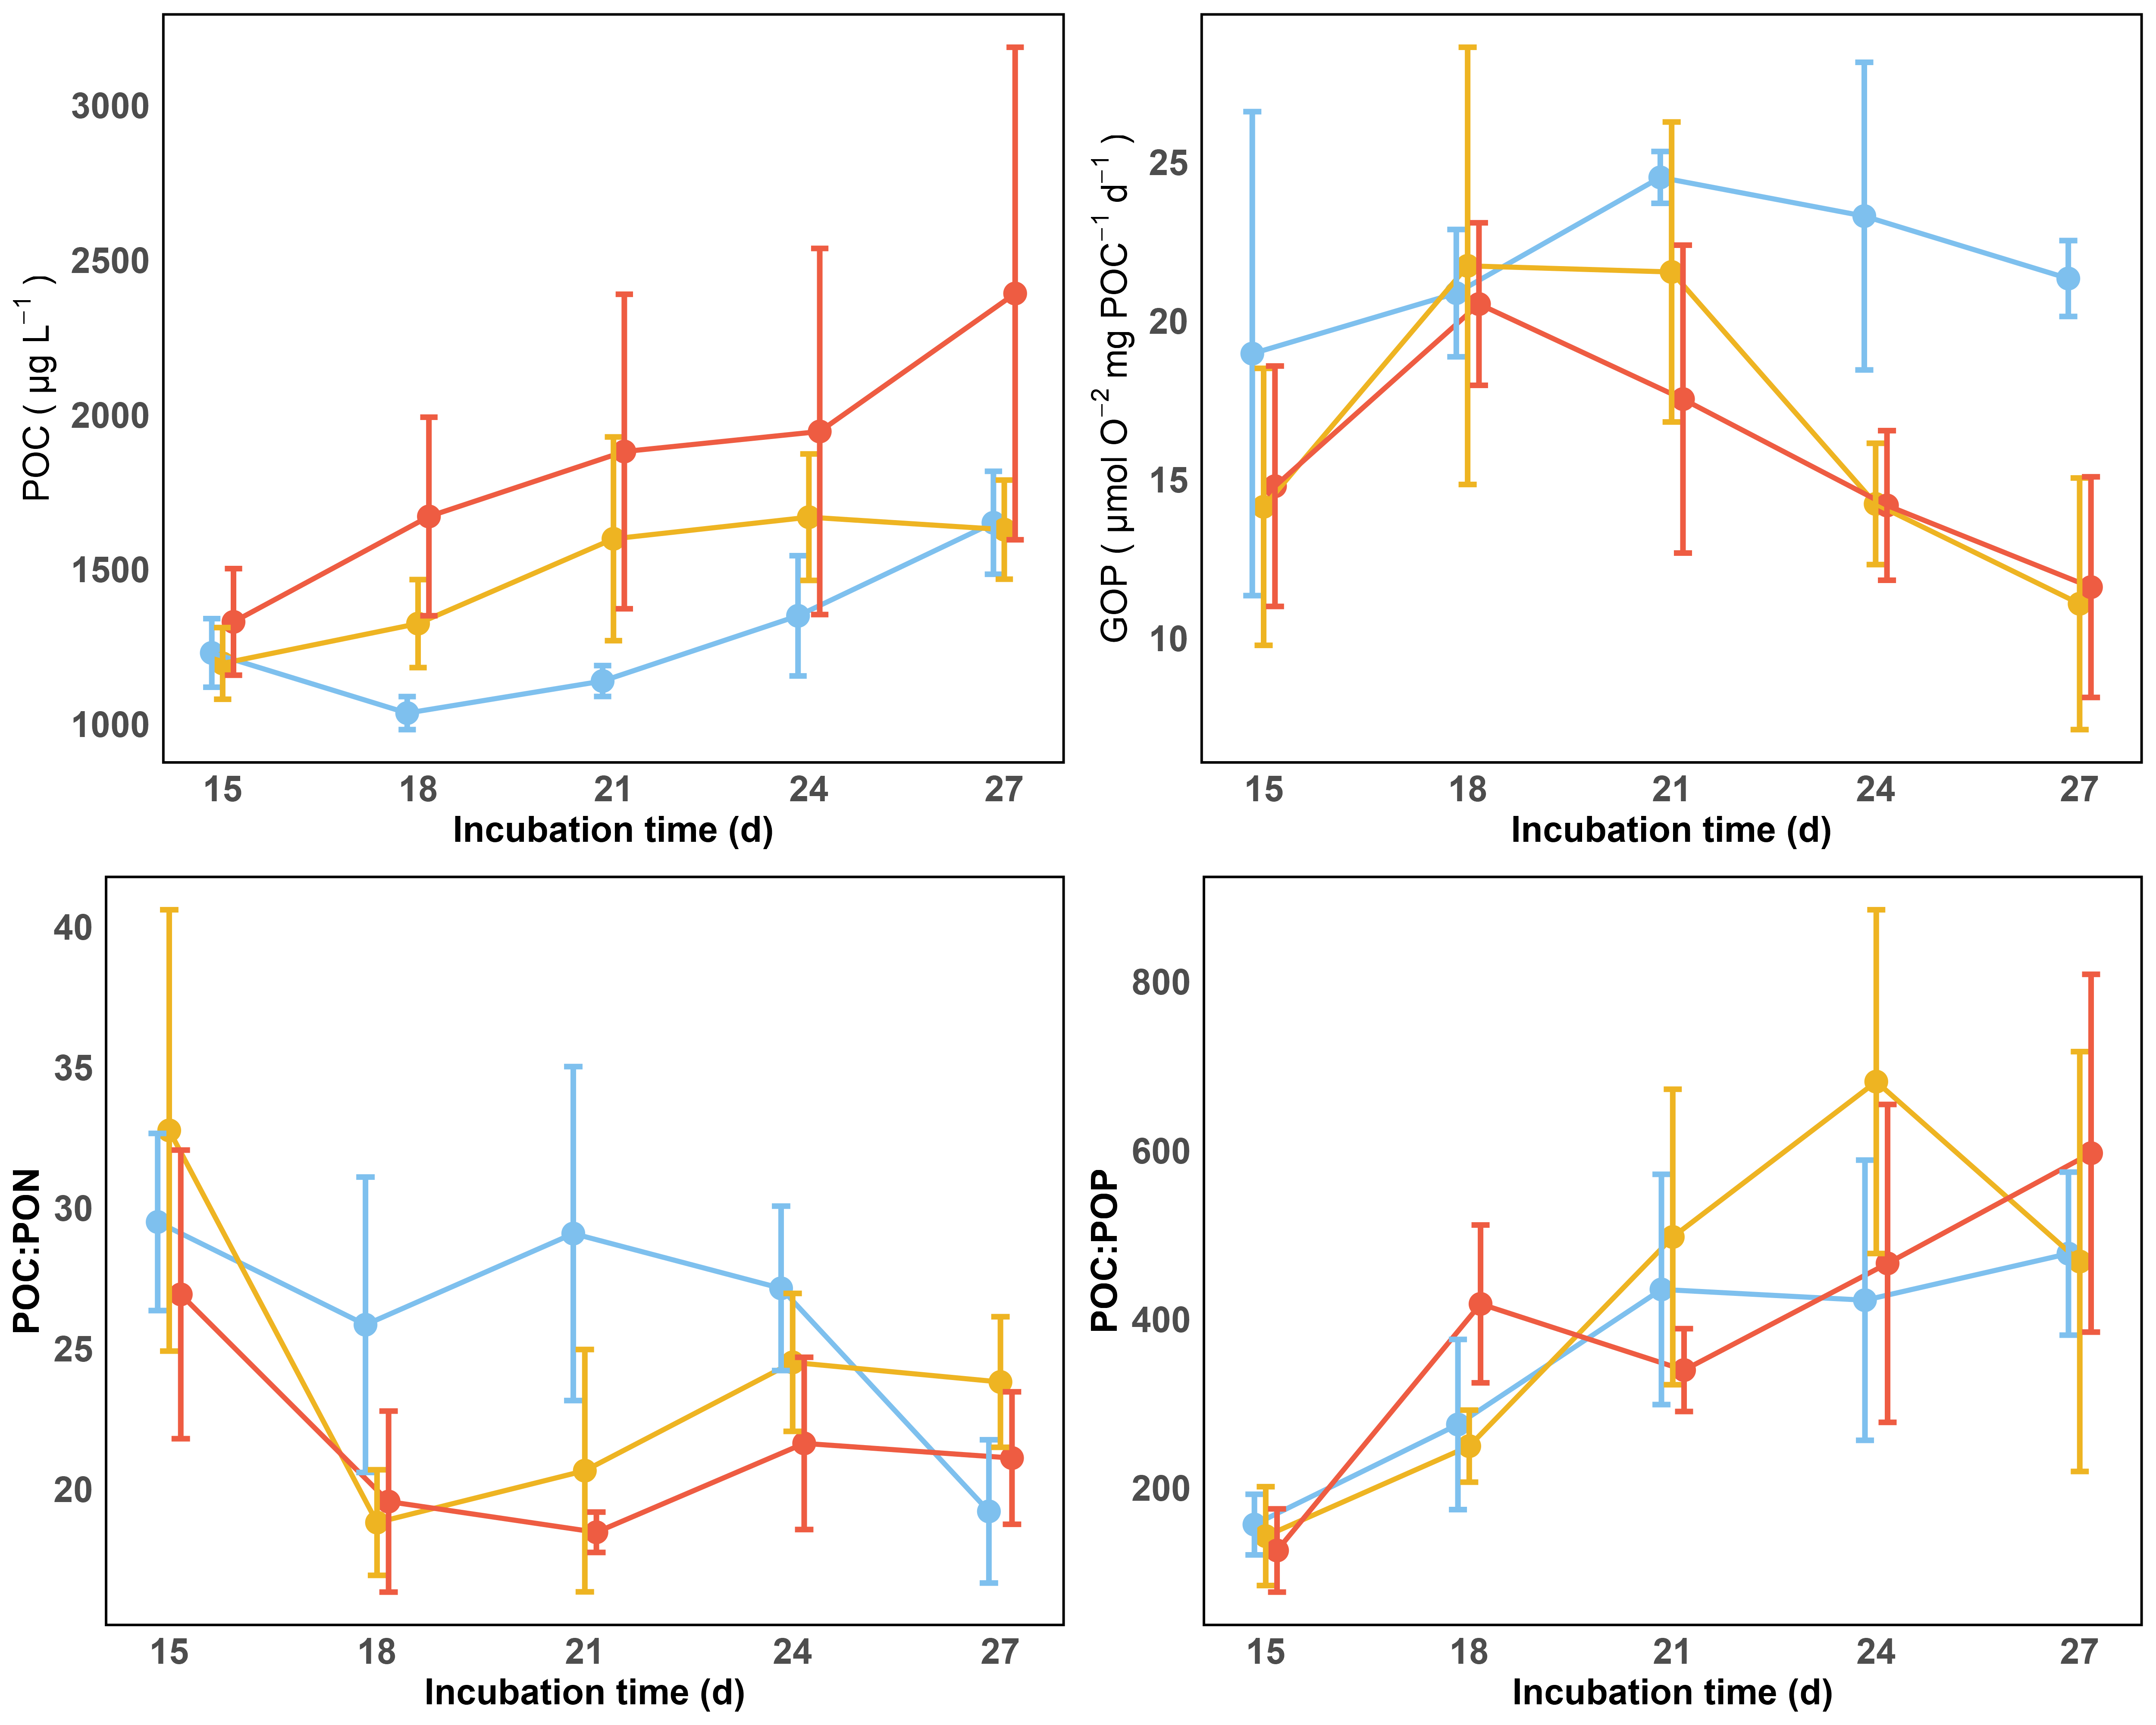 POC ( µg L⁻¹ )
3000
2500
2000
1500
1000
15 18 21 24 27
Incubation time (d)
GOP ( µmol O⁻² mg POC⁻¹ d⁻¹ )
25
20
15
10
15 18 21 24 27
Incubation time (d)
POC:PON
40
35
30
25
20
15 18 21 24 27
Incubation time (d)
POC:POP
800
600
400
200
15 18 21 24 27
Incubation time (d)